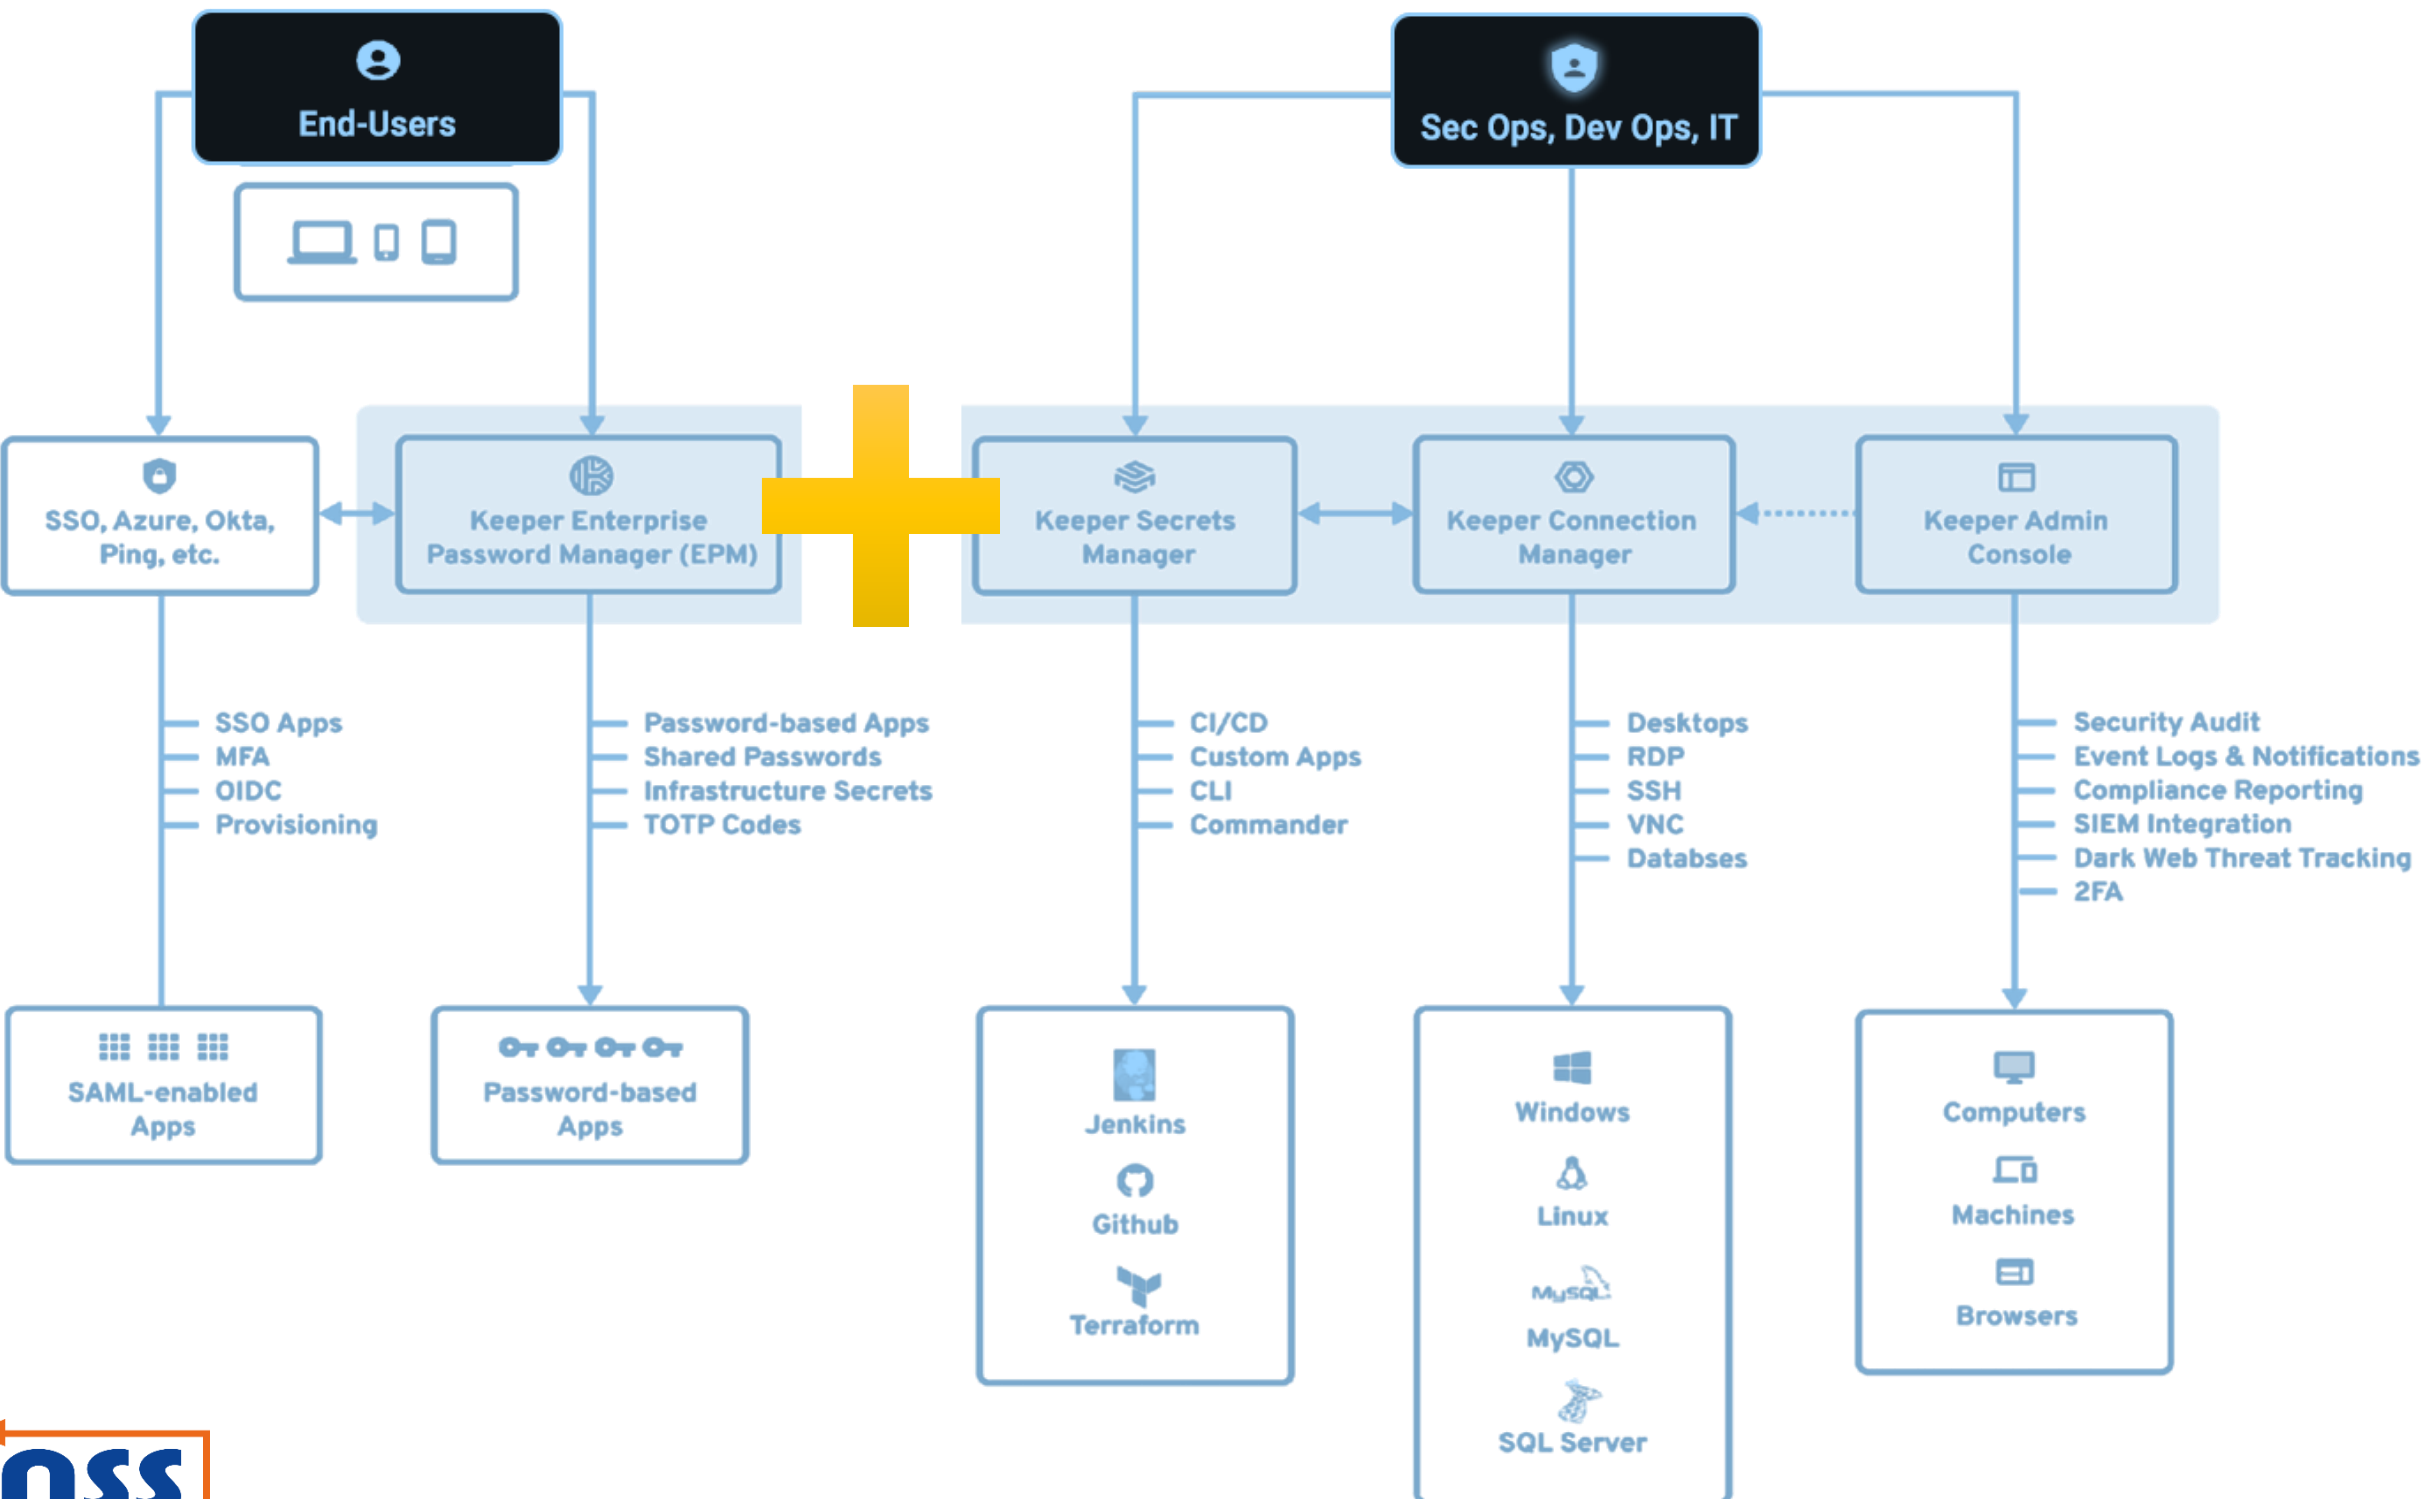 End-Users
Sec Ops, Dev Ops, IT
SSO, Azure, Okta,
Ping, etc.
Keeper Enterprise
Password Manager (EPM)
Keeper Secrets
Manager
Keeper Connection
Manager
Keeper Admin
Console
SSO Apps
MFA
OIDC
Provisioning
Password-based Apps
Shared Passwords
Infrastructure Secrets
TOTP Codes
CI/CD
Custom Apps
CLI
Commander
Desktops
RDP
SSH
VNC
Databses
Security Audit
Event Logs & Notifications
Compliance Reporting
SIEM Integration
Dark Web Threat Tracking
2FA
SAML-enabled
Apps
Password-based
Apps
Jenkins
Github
Terraform
Windows
Linux
MySQL
MySQL
SQL Server
Computers
Machines
Browsers
nss